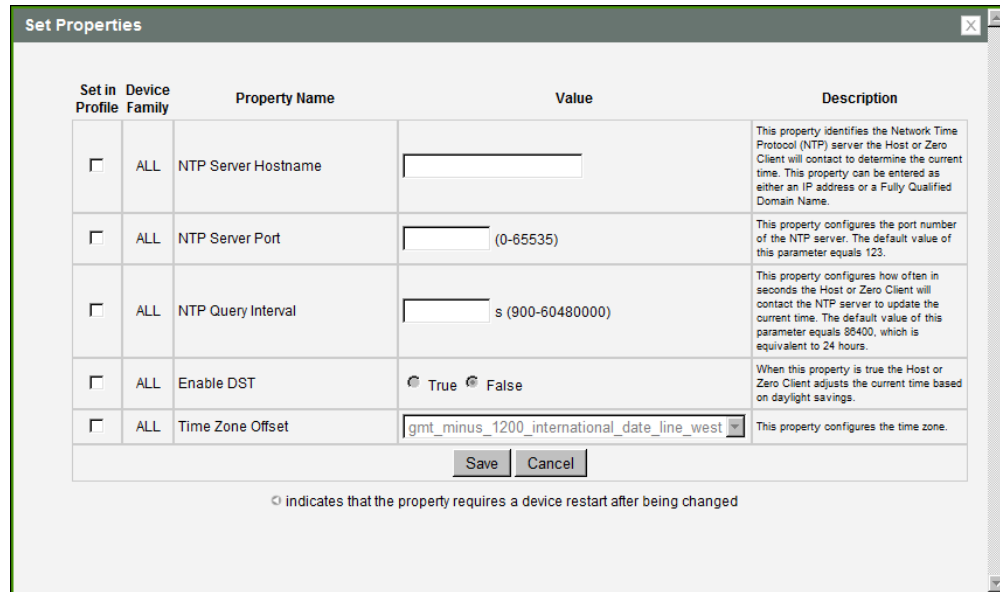 Set Properties
X
Set in Profile
Device Family
Property Name
Value
Description
ALL
NTP Server Hostname
This property identifies the Network Time
Protocol (NTP) server the Host or Zero
Client will contact to determine the current
time. This property can be entered as
either an IP address or a Fully Qualified
Domain Name.
ALL
NTP Server Port
(0-65535)
This property configures the port number
of the NTP server. The default value of
this parameter equals 123.
ALL
NTP Query Interval
s (900-60480000)
This property configures how often in
seconds the Host or Zero Client will
contact the NTP server to update the
current time. The default value of this
parameter equals 86400, which is
equivalent to 24 hours.
ALL
Enable DST
True False
When this property is true the Host or
Zero Client adjusts the current time based
on daylight savings.
ALL
Time Zone Offset
gmt_minus_1200_international_date_line_west
This property configures the time zone.
Save Cancel
indicates that the property requires a device restart after being changed